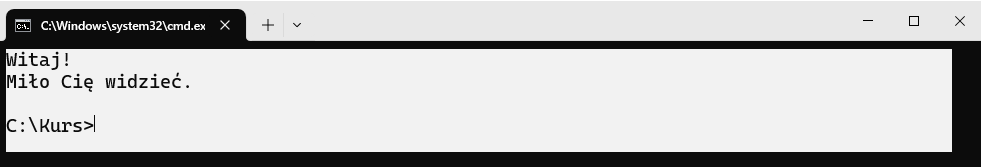 C:\Windows\system32\cmd.ex
Witaj!
Miło Cię widzieć.
C:\Kurs>